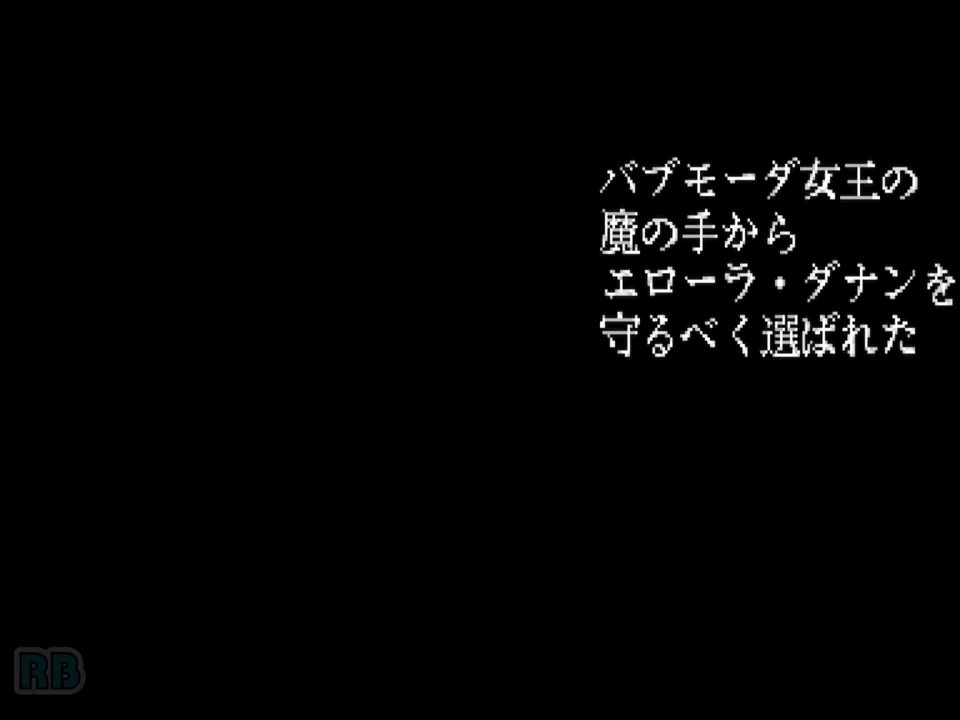 バブモーダ女王の
魔の手から
エローラ・ダナンを
守るべく選ばれた
RB